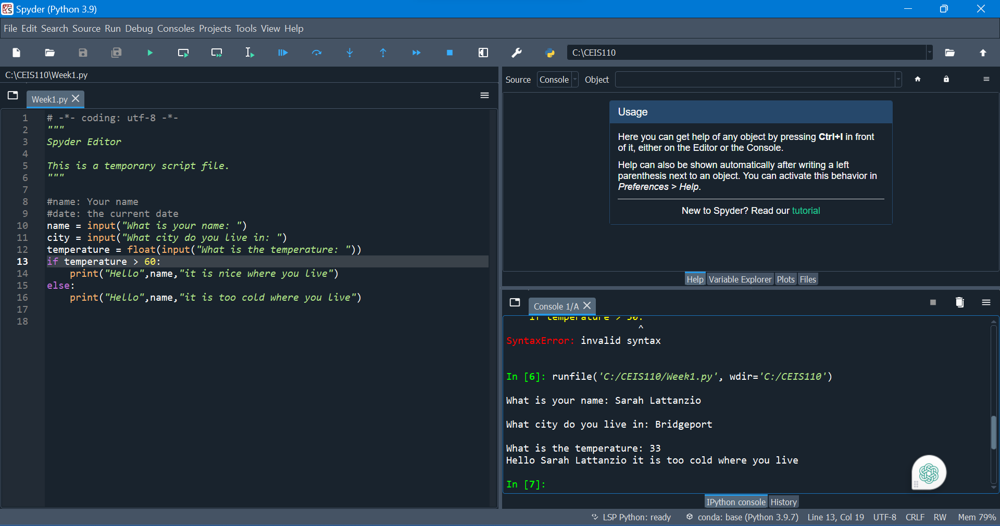 Spyder (Python 3.9)
File Edit Search Source Run Debug Consoles Projects Tools View Help
C:\CEIS110
C:\CEIS110\Week1.py
Week1.py
1 # -*- coding: utf-8 -*-
2 """
3 Spyder Editor
4
5 This is a temporary script file.
6 """
7
8 #name: Your name
9 #date: the current date
10 name = input("What is your name: ")
11 city = input("What city do you live in: ")
12 temperature = float(input("What is the temperature: "))
13 if temperature > 60:
14     print("Hello",name,"it is nice where you live")
15 else:
16     print("Hello",name,"it is too cold where you live")
17
18
Source Console Object
Usage
Here you can get help of any object by pressing Ctrl+I in front
of it, either on the Editor or the Console.
Help can also be shown automatically after writing a left
parenthesis next to an object. You can activate this behavior in
Preferences > Help.
New to Spyder? Read our tutorial
Help Variable Explorer Plots Files
Console 1/A
if temperature >
^
SyntaxError: invalid syntax
In [6]: runfile('C:/CEIS110/Week1.py', wdir='C:/CEIS110')
What is your name: Sarah Lattanzio
What city do you live in: Bridgeport
What is the temperature: 33
Hello Sarah Lattanzio it is too cold where you live
In [7]:
IPython console History
LSP Python: ready conda: base (Python 3.9.7) Line 13, Col 19 UTF-8 CRLF RW Mem 79%